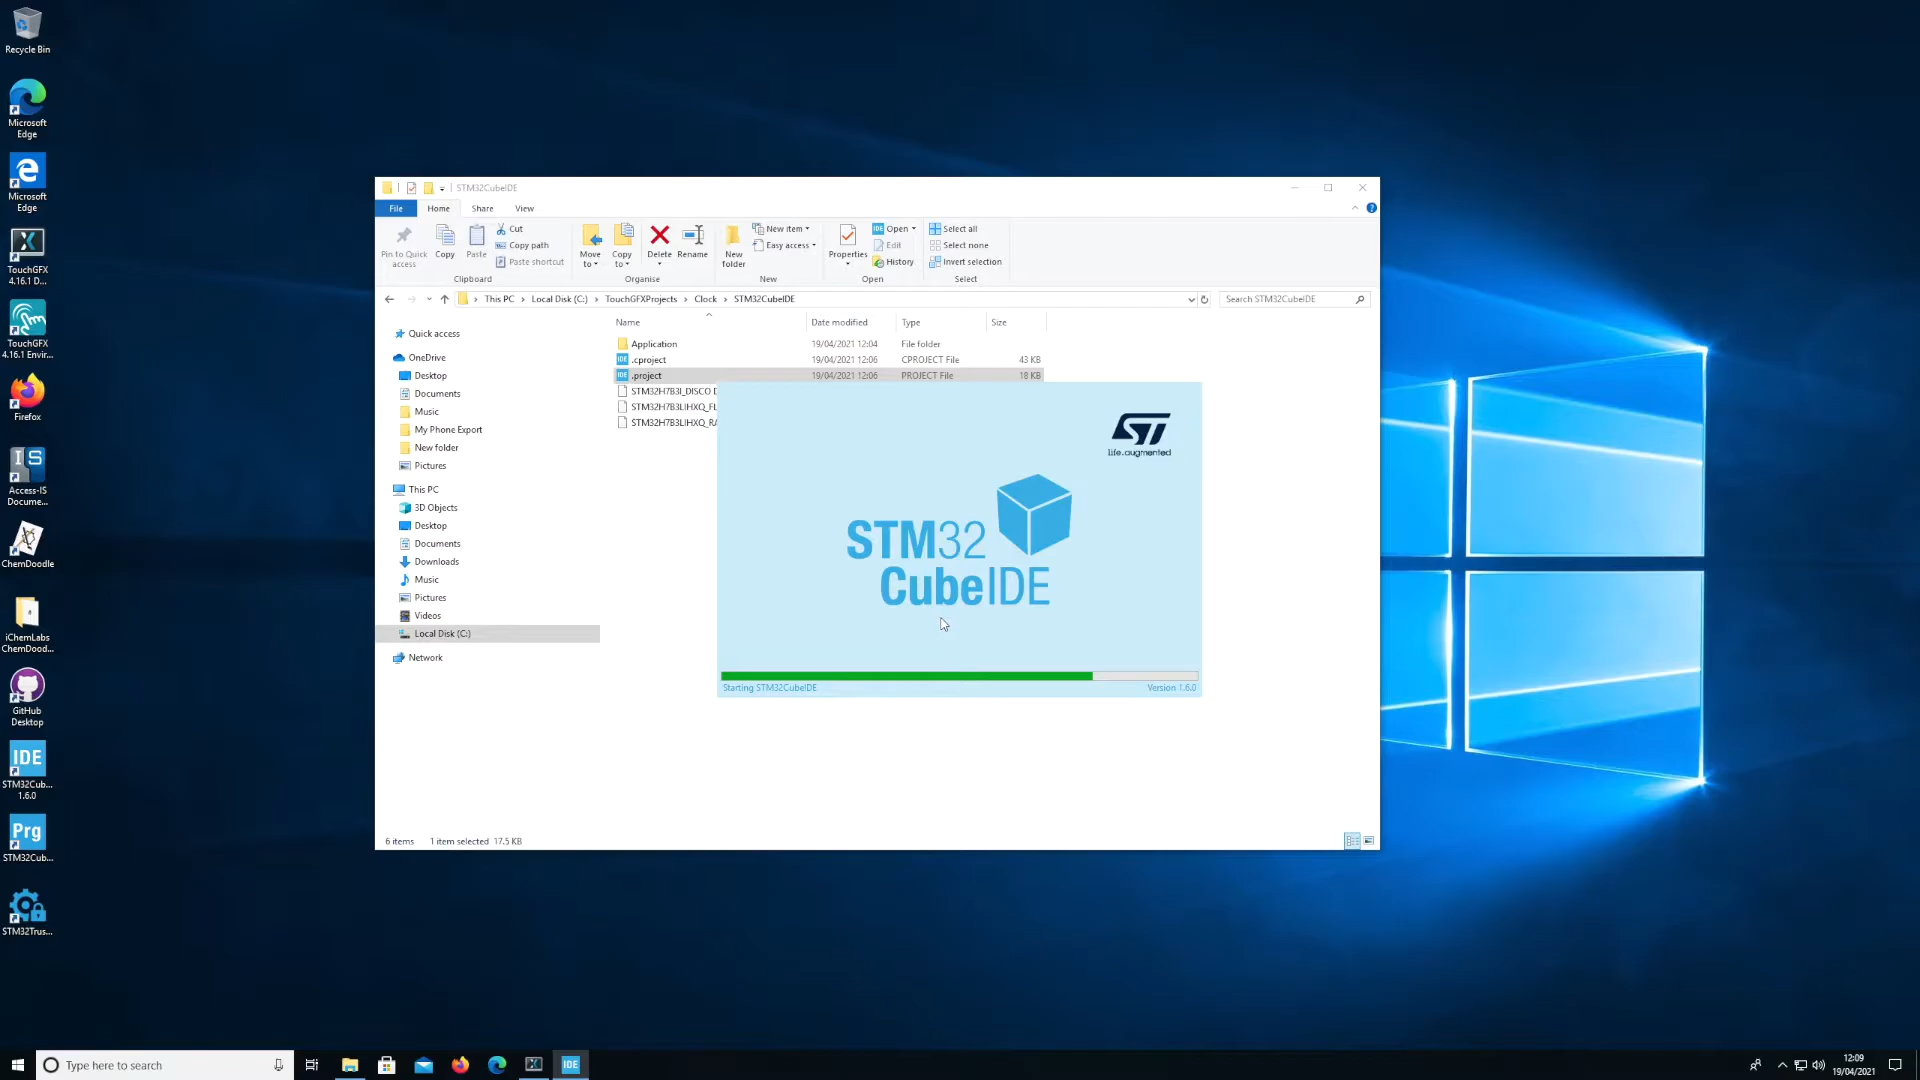 Recycle Bin
Microsoft
Edge
Microsoft
Edge
TouchGFX
4.16.1 D...
TouchGFX
4.16.1 Envir...
Firefox
Access-IS
Docume...
ChemDoodle
iChemLabs
ChemDood...
GitHub
Desktop
IDE
STM32Cub...
1.6.0
Prg
STM32Cub...
STM32Trus...
STM32CubeIDE
File
Home
Share
View
Pin to Quick
access
Copy
Paste
Cut
Copy path
Paste shortcut
Clipboard
Move
to
Copy
to
Delete
Rename
Organise
New
folder
New item
Easy access
New
Properties
Open
Edit
History
Open
Select all
Select none
Invert selection
Select
This PC
Local Disk (C:)
TouchGFXProjects
Clock
STM32CubeIDE
Search STM32CubeIDE
Quick access
OneDrive
Desktop
Documents
Music
My Phone Export
New folder
Pictures
This PC
3D Objects
Desktop
Documents
Downloads
Music
Pictures
Videos
Local Disk (C:)
Network
Name
Date modified
Type
Size
Application 19/04/2021 12:04 File folder
.cproject 19/04/2021 12:06 CPROJECT File 43 KB
.project 19/04/2021 12:06 PROJECT File 18 KB
STM32H7B3I_DISCO D
STM32H7B3LIHXQ_FL
STM32H7B3LIHXQ_RA
ST
life.augmented
STM32
CubeIDE
Starting STM32CubeIDE
Version 1.6.0
6 items
1 item selected 17.5 KB
Type here to search
IDE
12:09
19/04/2021